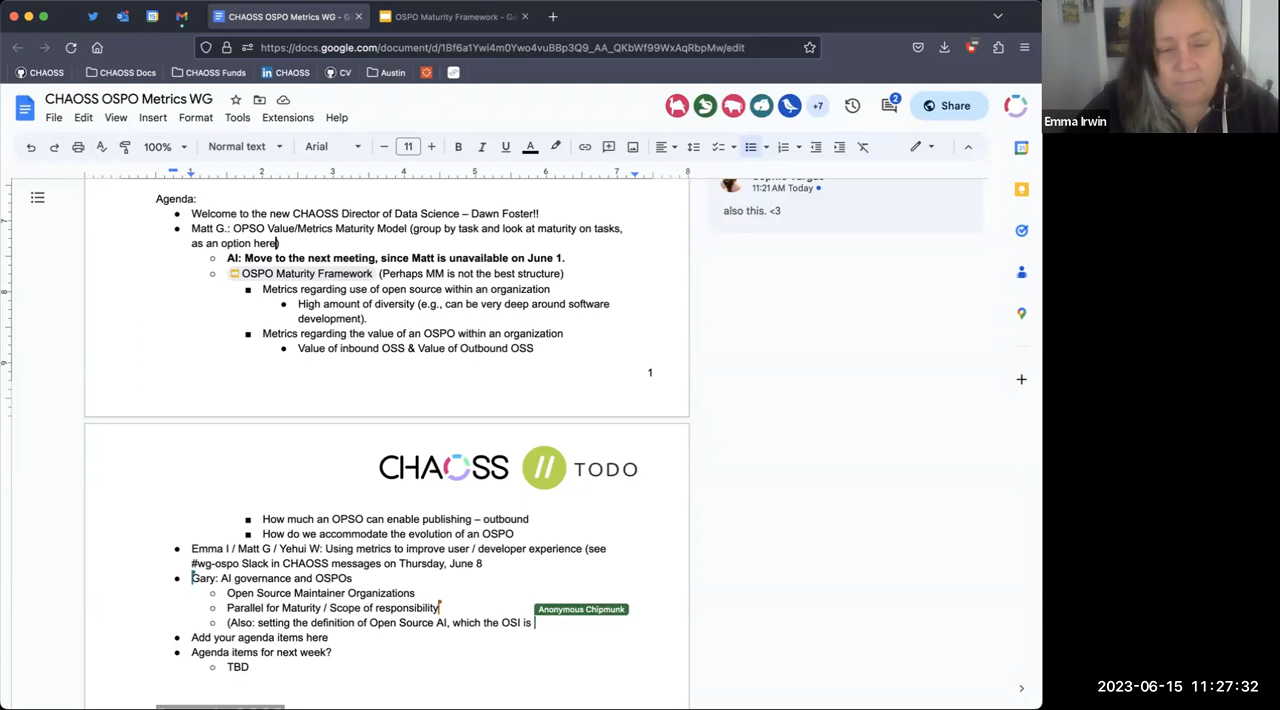 CHAOSS OSPO Metrics WG - G
OSPO Maturity Framework - Go
https://docs.google.com/document/d/1Bf6a1Ywi4m0Ywo4vuBBp3Q9_AA_QKbWf99WxAqRbpMw/edit
CHAOSS
CHAOSS Docs
CHAOSS Funds
CHAOSS
CV
Austin
CHAOSS OSPO Metrics WG
File Edit View Insert Format Tools Extensions Help
+7
2
Share
100%
Normal text
Arial
11
1 2 3 4 5 6 7 8
11:21 AM Today
also this. <3
Agenda:
Welcome to the new CHAOSS Director of Data Science – Dawn Foster!!
Matt G.: OPSO Value/Metrics Maturity Model (group by task and look at maturity on tasks,
as an option here)
AI: Move to the next meeting, since Matt is unavailable on June 1.
OSPO Maturity Framework (Perhaps MM is not the best structure)
Metrics regarding use of open source within an organization
High amount of diversity (e.g., can be very deep around software
development).
Metrics regarding the value of an OSPO within an organization
Value of inbound OSS & Value of Outbound OSS
1
CHAOSS // TODO
How much an OPSO can enable publishing – outbound
How do we accommodate the evolution of an OSPO
Emma I / Matt G / Yehui W: Using metrics to improve user / developer experience (see
#wg-ospo Slack in CHAOSS messages on Thursday, June 8
Gary: AI governance and OSPOs
Open Source Maintainer Organizations
Parallel for Maturity / Scope of responsibility
Anonymous Chipmunk
(Also: setting the definition of Open Source AI, which the OSI is
Add your agenda items here
Agenda items for next week?
TBD
Emma Irwin
2023-06-15 11:27:32